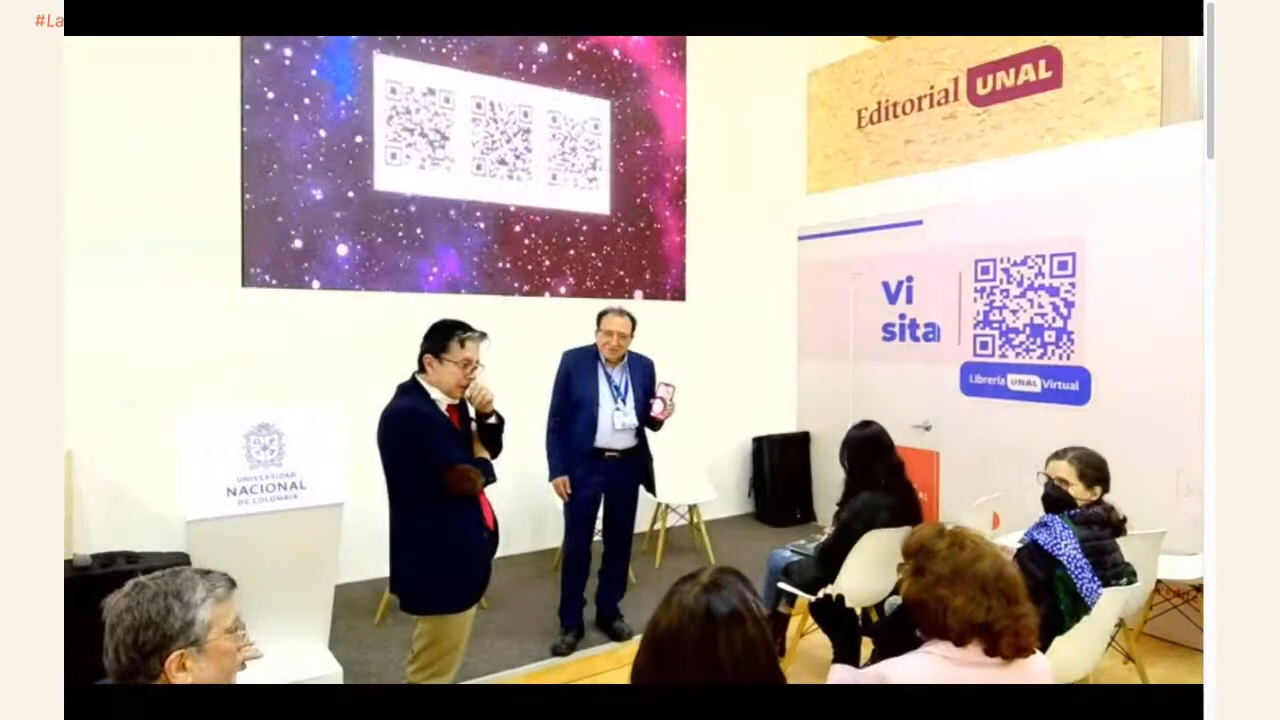 #La
Editorial UNAL
Vi
sita
Librería UNAL Virtual
UNIVERSIDAD
NACIONAL
DE COLOMBIA